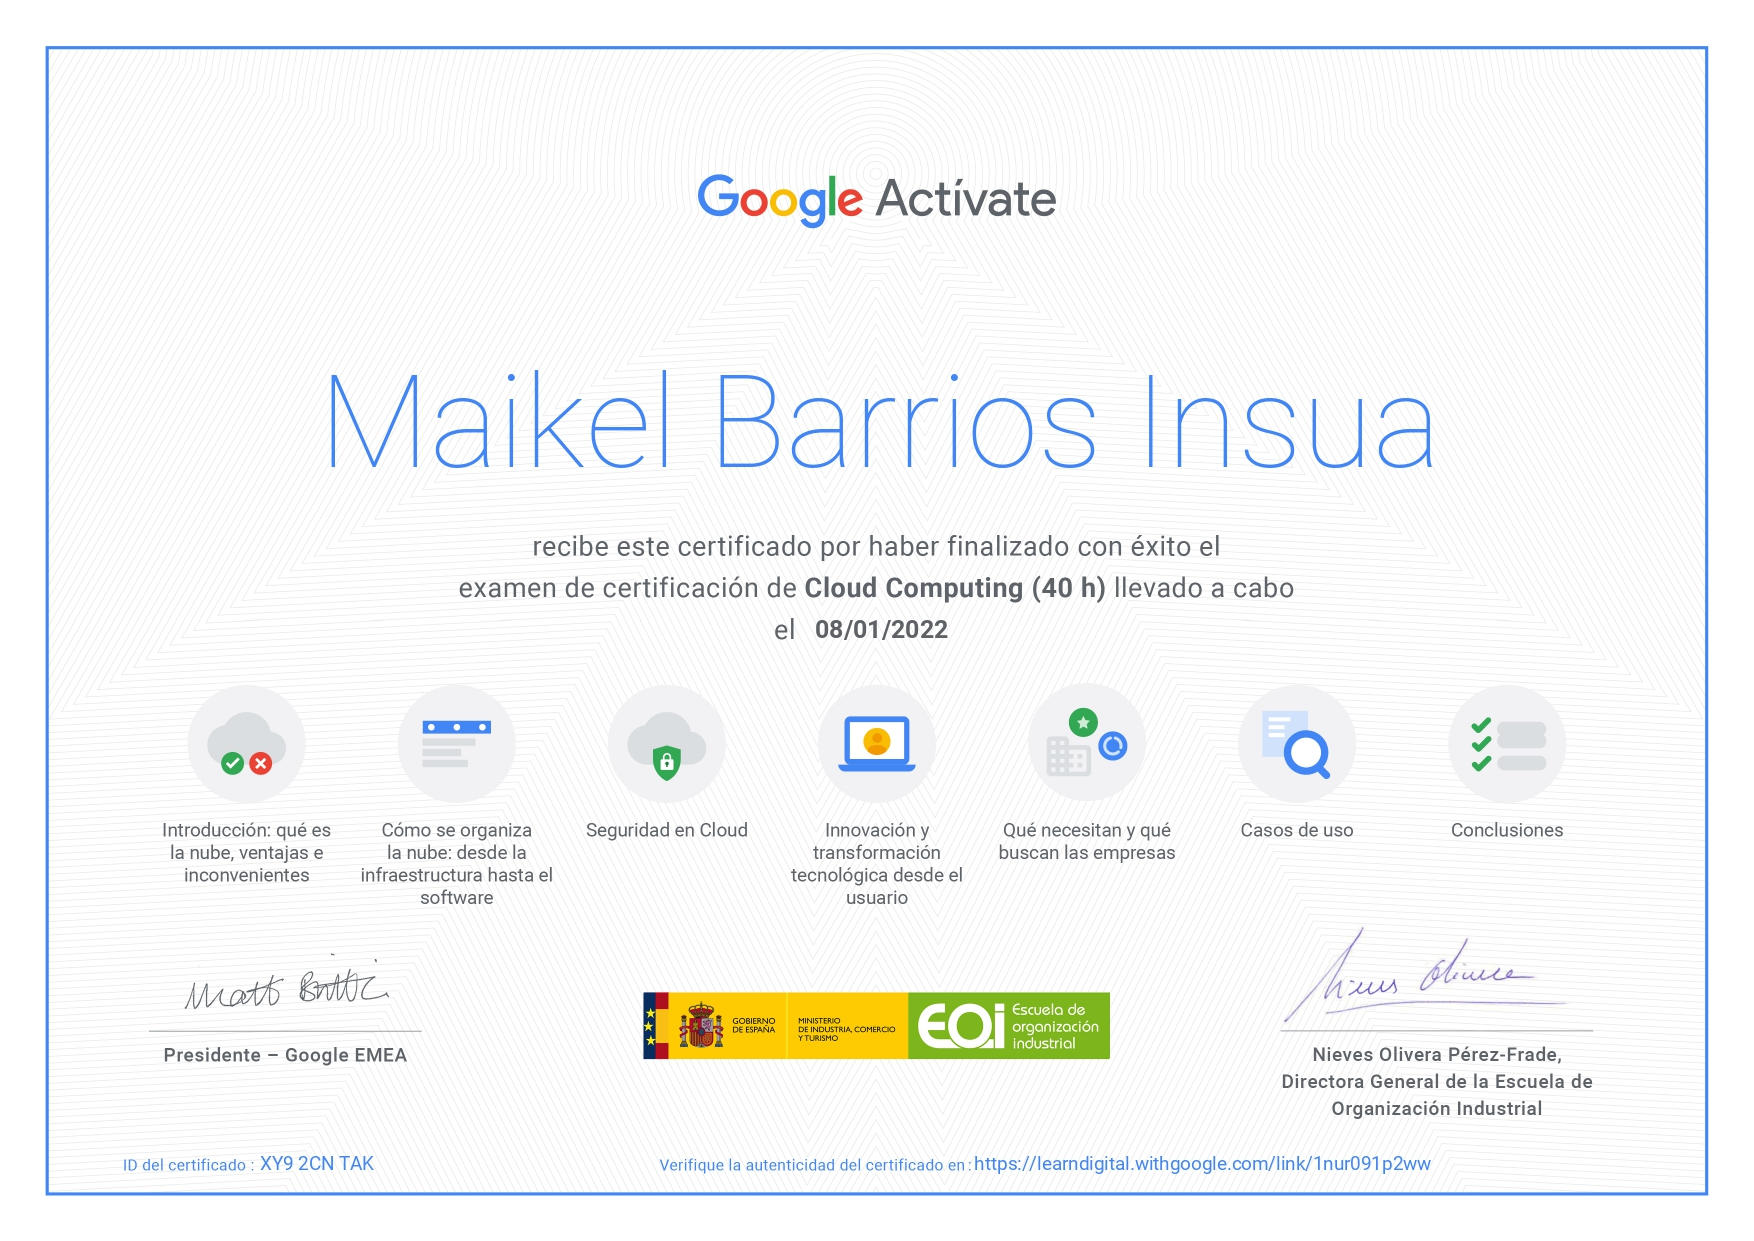 Google Actívate
Maikel Barrios Insua
recibe este certificado por haber finalizado con éxito el
examen de certificación de Cloud Computing (40 h) llevado a cabo
el 08/01/2022
Introducción: qué es
la nube, ventajas e
inconvenientes
Cómo se organiza
la nube: desde la
infraestructura hasta el
software
Seguridad en Cloud
Innovación y
transformación
tecnológica desde el
usuario
Qué necesitan y qué
buscan las empresas
Casos de uso
Conclusiones
Matt Brittin
Presidente – Google EMEA
GOBIERNO
DE ESPAÑA
MINISTERIO
DE INDUSTRIA, COMERCIO
Y TURISMO
EOi
Escuela de
organización
industrial
Nieves Olivera
Nieves Olivera Pérez-Frade,
Directora General de la Escuela de
Organización Industrial
ID del certificado : XY9 2CN TAK
Verifique la autenticidad del certificado en : https://learndigital.withgoogle.com/link/1nur091p2ww